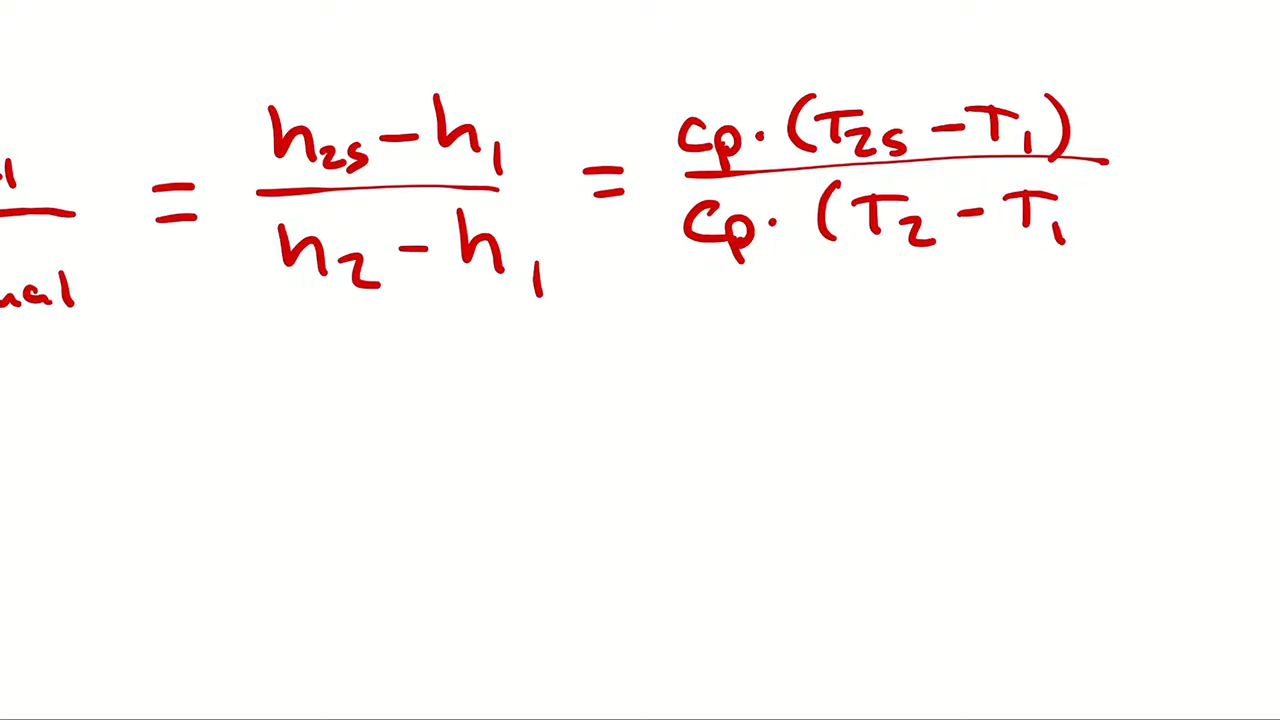 = h₂ₛ - h₁ / h₂ - h₁ = cp · (T₂ₛ - T₁) / cp · (T₂ - T₁